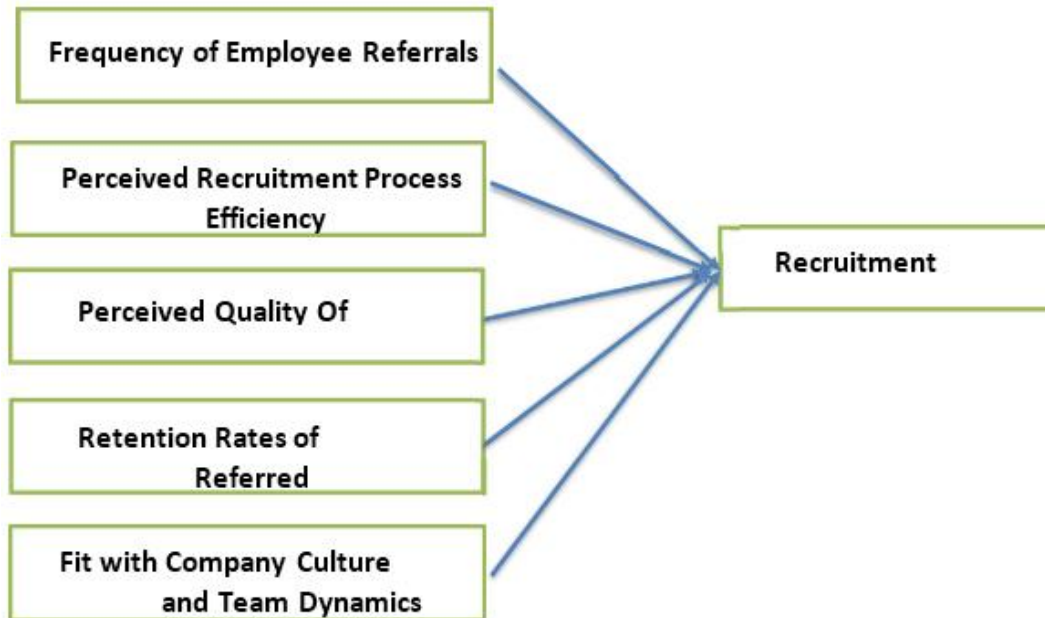 Frequency of Employee Referrals
Perceived Recruitment Process
Efficiency
Perceived Quality Of
Retention Rates of
Referred
Fit with Company Culture
and Team Dynamics
Recruitment